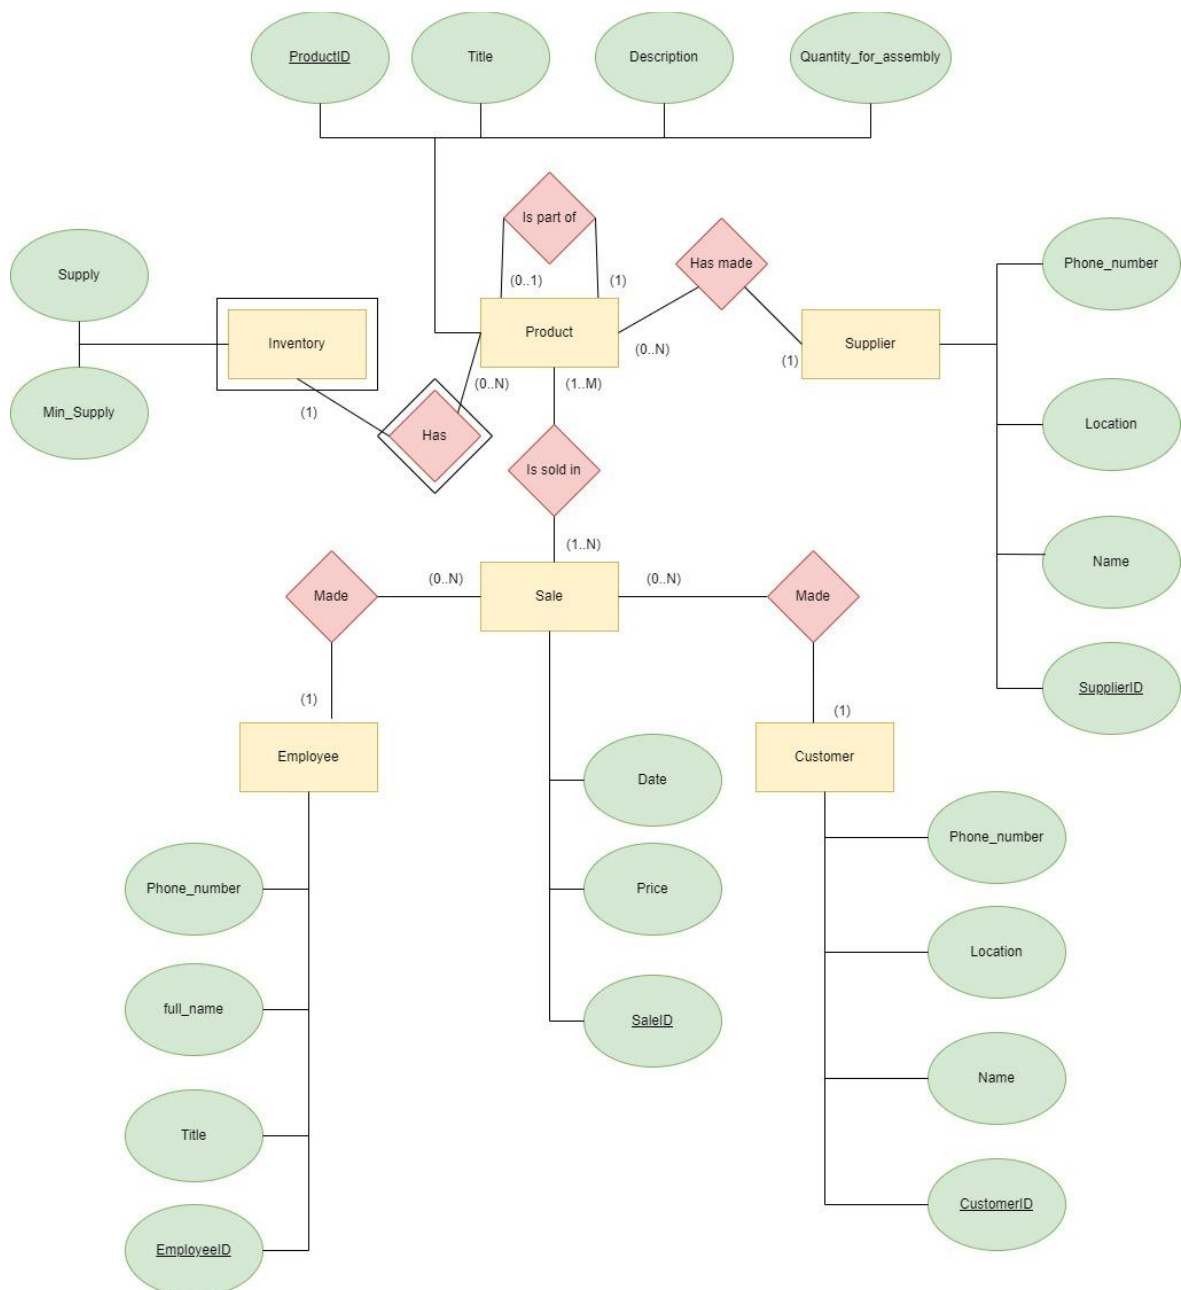 ProductID
Title
Description
Quantity_for_assembly
Is part of
Has made
Phone_number
Supply
(0..1)
(1)
Inventory
Product
Supplier
(0..N)
(1)
Min_Supply
(1)
(0..N)
(1..M)
Has
Location
Is sold in
(1..N)
Name
(0..N)
(0..N)
Made
Sale
Made
SupplierID
(1)
(1)
Employee
Customer
Date
Phone_number
Phone_number
Price
Location
full_name
SaleID
Name
Title
CustomerID
EmployeeID